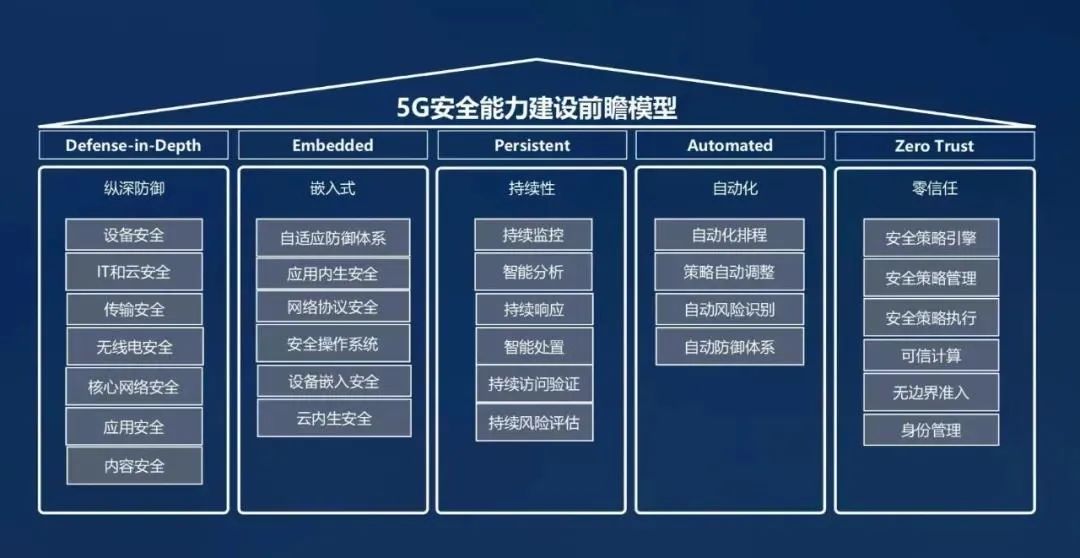 5G安全能力建设前瞻模型
Defense-in-Depth
纵深防御
设备安全
IT和云安全
传输安全
无线电安全
核心网络安全
应用安全
内容安全
Embedded
嵌入式
自适应防御体系
应用内生安全
网络协议安全
安全操作系统
设备嵌入安全
云内生安全
Persistent
持续性
持续监控
智能分析
持续响应
智能处置
持续访问验证
持续风险评估
Automated
自动化
自动化排程
策略自动调整
自动风险识别
自动防御体系
Zero Trust
零信任
安全策略引擎
安全策略管理
安全策略执行
可信计算
无边界准入
身份管理